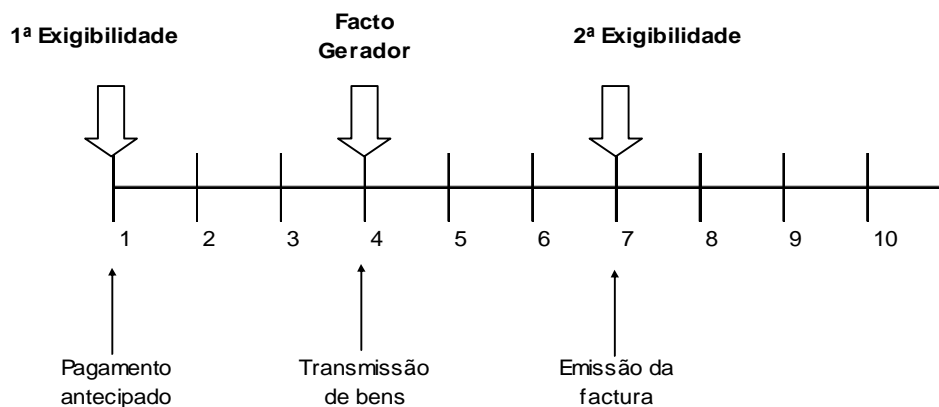 1ª Exigibilidade
Facto
Gerador
2ª Exigibilidade
1 2 3 4 5 6 7 8 9 10
Pagamento
antecipado
Transmissão
de bens
Emissão da
factura